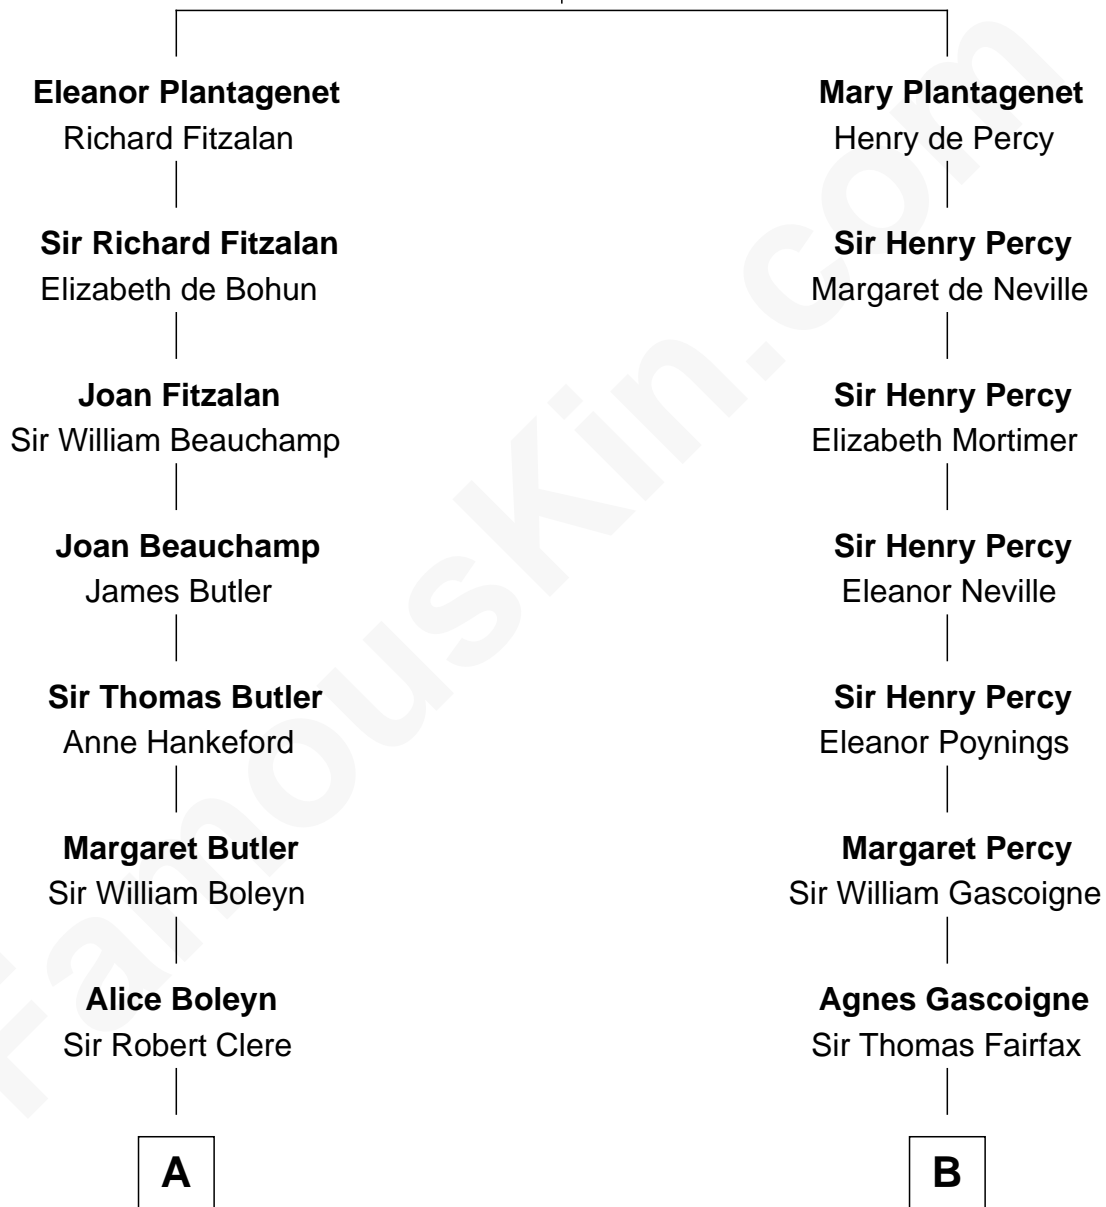 Eleanor Plantagenet
Richard Fitzalan
Sir Richard Fitzalan
Elizabeth de Bohun
Joan Fitzalan
Sir William Beauchamp
Joan Beauchamp
James Butler
Sir Thomas Butler
Anne Hankeford
Margaret Butler
Sir William Boleyn
Alice Boleyn
Sir Robert Clere
A
Mary Plantagenet
Henry de Percy
Sir Henry Percy
Margaret de Neville
Sir Henry Percy
Elizabeth Mortimer
Sir Henry Percy
Eleanor Neville
Sir Henry Percy
Eleanor Poynings
Margaret Percy
Sir William Gascoigne
Agnes Gascoigne
Sir Thomas Fairfax
B
FamousKin.com